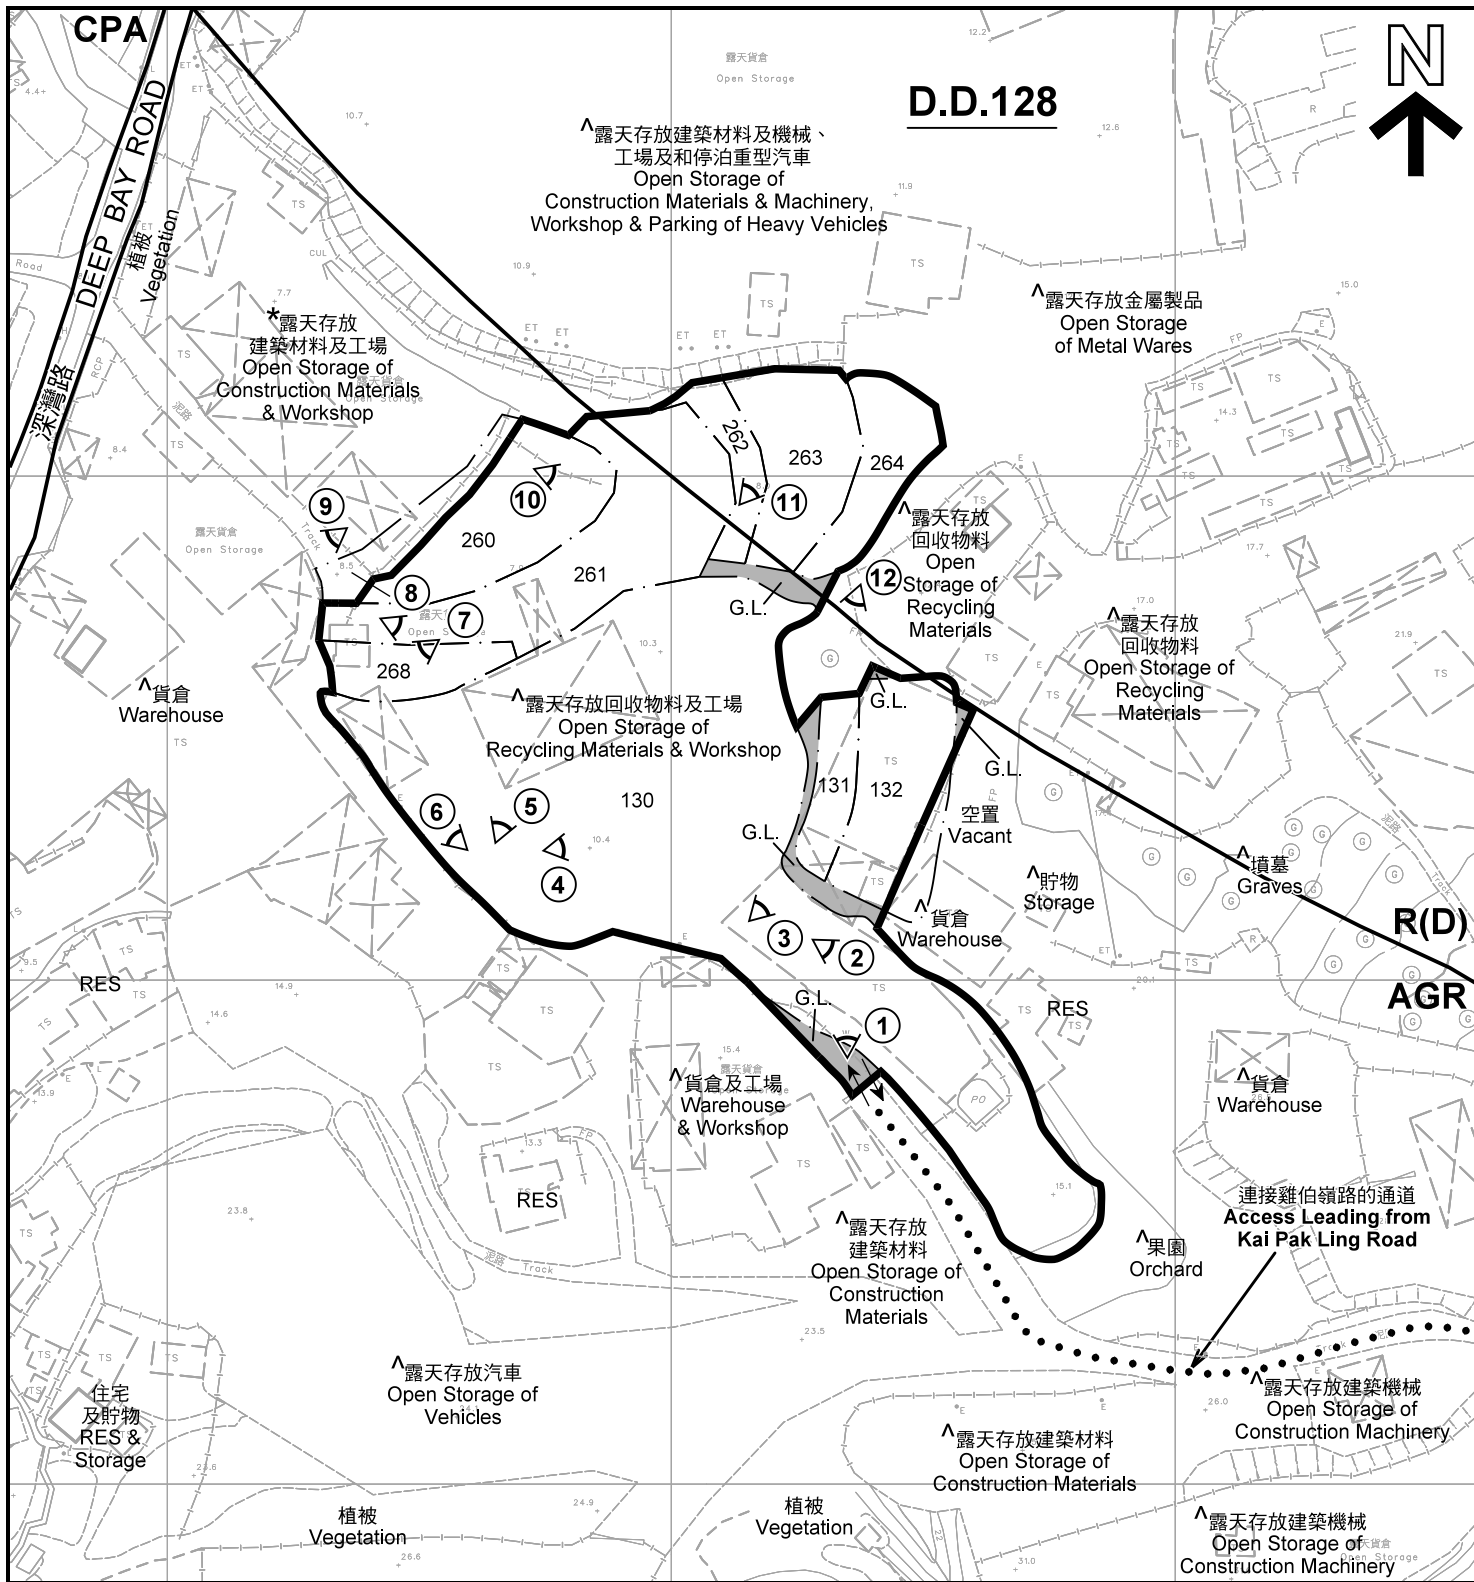 CPA
DEEP BAY ROAD
深灣路
植被
Vegetation
D.D.128
N
露天貨倉
Open Storage
^露天存放建築材料及機械、
工場及和停泊重型汽車
Open Storage of
Construction Materials & Machinery,
Workshop & Parking of Heavy Vehicles
*露天存放
建築材料及工場
Open Storage of
Construction Materials
& Workshop
^露天存放金屬製品
Open Storage
of Metal Wares
262
263
264
260
261
268
9
10
11
8
7
12
G.L.
^露天存放
回收物料
Open
Storage of
Recycling
Materials
^露天存放
回收物料
Open Storage of
Recycling
Materials
露天貨倉
Open Storage
^貨倉
Warehouse
^露天存放回收物料及工場
Open Storage of
Recycling Materials & Workshop
G.L.
G.L.
130
131
132
6
5
4
G.L.
空置
Vacant
^墳墓
Graves
^貯物
Storage
^貨倉
Warehouse
3
2
R(D)
AGR
RES
G.L.
1
RES
^貨倉及工場
Warehouse
& Workshop
^貨倉
Warehouse
PO
RES
^露天存放
建築材料
Open Storage of
Construction
Materials
連接雞伯嶺路的通道
Access Leading from
Kai Pak Ling Road
^果園
Orchard
^露天存放汽車
Open Storage of
Vehicles
住宅
及貯物
RES &
Storage
^露天存放建築機械
Open Storage of
Construction Machinery
^露天存放建築材料
Open Storage of
Construction Materials
植被
Vegetation
植被
Vegetation
^露天存放建築機械
Open Storage of
Construction Machinery